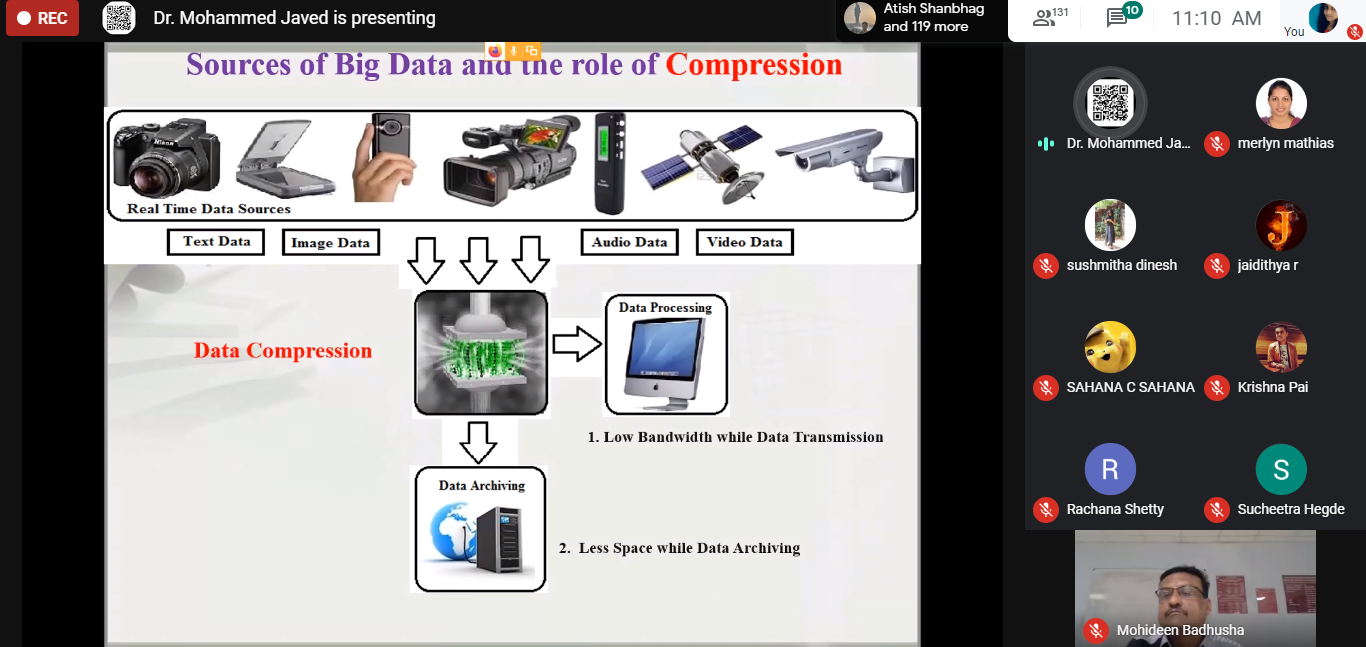 REC
Dr. Mohammed Javed is presenting
Atish Shanbhag
and 119 more
131
10
11:10 AM
You
Sources of Big Data and the role of Compression
Nikon
Real Time Data Sources
Text Data
Image Data
Audio Data
Video Data
Data Compression
Data Processing
1. Low Bandwidth while Data Transmission
Data Archiving
2. Less Space while Data Archiving
Dr. Mohammed Ja...
merlyn mathias
sushmitha dinesh
J
jaidithya r
SAHANA C SAHANA
Krishna Pai
R
Rachana Shetty
S
Sucheetra Hegde
Mohideen Badhusha